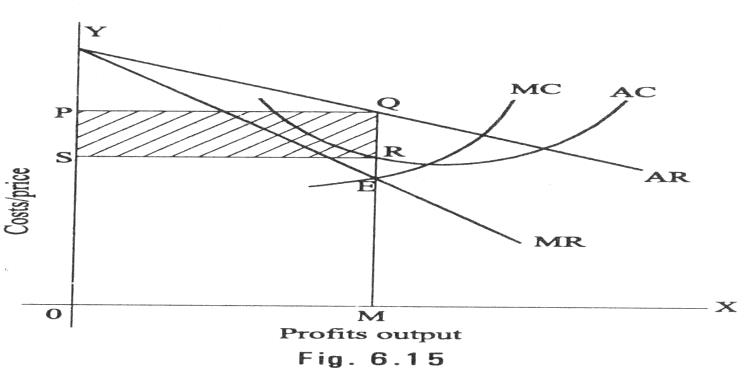 Y
MC
AC
P
Q
S
R
E
AR
Costs/price
MR
O
M
X
Profits output
Fig. 6.15